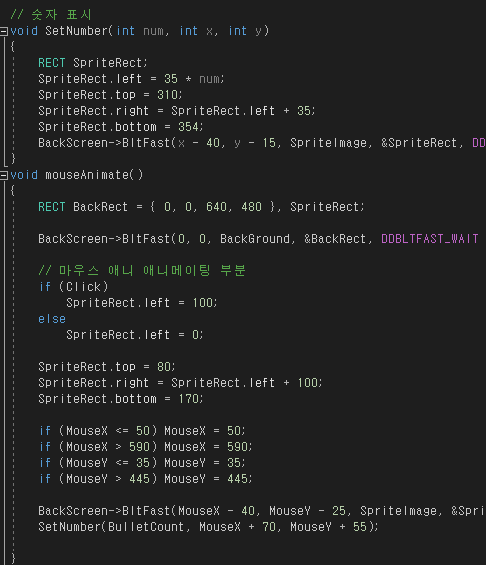 // 숫자 표시
void SetNumber(int num, int x, int y)
{
RECT SpriteRect;
SpriteRect.left = 35 * num;
SpriteRect.top = 310;
SpriteRect.right = SpriteRect.left + 35;
SpriteRect.bottom = 354;
BackScreen->BltFast(x - 40, y - 15, SpriteImage, &SpriteRect, DD
}
void mouseAnimate()
{
RECT BackRect = { 0, 0, 640, 480 }, SpriteRect;
BackScreen->BltFast(0, 0, BackGround, &BackRect, DDBLTFAST_WAIT
// 마우스 애니 애니메이팅 부분
if (Click)
SpriteRect.left = 100;
else
SpriteRect.left = 0;
SpriteRect.top = 80;
SpriteRect.right = SpriteRect.left + 100;
SpriteRect.bottom = 170;
if (MouseX <= 50) MouseX = 50;
if (MouseX > 590) MouseX = 590;
if (MouseY <= 35) MouseY = 35;
if (MouseY > 445) MouseY = 445;
BackScreen->BltFast(MouseX - 40, MouseY - 25, SpriteImage, &Spri
SetNumber(BulletCount, MouseX + 70, MouseY + 55);
}